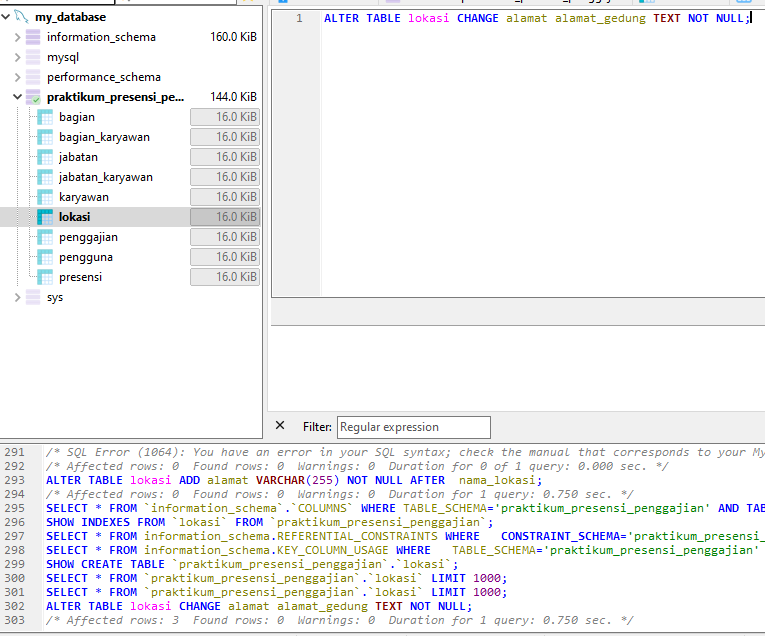 my_database
information_schema 160.0 KiB
mysql
performance_schema
praktikum_presensi_pe... 144.0 KiB
bagian 16.0 KiB
bagian_karyawan 16.0 KiB
jabatan 16.0 KiB
jabatan_karyawan 16.0 KiB
karyawan 16.0 KiB
lokasi 16.0 KiB
penggajian 16.0 KiB
pengguna 16.0 KiB
presensi 16.0 KiB
sys
1 ALTER TABLE lokasi CHANGE alamat alamat_gedung TEXT NOT NULL;
× Filter: Regular expression
291 /* SQL Error (1064): You have an error in your SQL syntax; check the manual that corresponds to your My
292 /* Affected rows: 0 Found rows: 0 Warnings: 0 Duration for 0 of 1 query: 0.000 sec. */
293 ALTER TABLE lokasi ADD alamat VARCHAR(255) NOT NULL AFTER nama_lokasi;
294 /* Affected rows: 0 Found rows: 0 Warnings: 0 Duration for 1 query: 0.750 sec. */
295 SELECT * FROM `information_schema`.`COLUMNS` WHERE TABLE_SCHEMA='praktikum_presensi_penggajian' AND TAB
296 SHOW INDEXES FROM `lokasi` FROM `praktikum_presensi_penggajian`;
297 SELECT * FROM information_schema.REFERENTIAL_CONSTRAINTS WHERE CONSTRAINT_SCHEMA='praktikum_presensi_
298 SELECT * FROM information_schema.KEY_COLUMN_USAGE WHERE TABLE_SCHEMA='praktikum_presensi_penggajian'
299 SHOW CREATE TABLE `praktikum_presensi_penggajian`.`lokasi`;
300 SELECT * FROM `praktikum_presensi_penggajian`.`lokasi` LIMIT 1000;
301 SELECT * FROM `praktikum_presensi_penggajian`.`lokasi` LIMIT 1000;
302 ALTER TABLE lokasi CHANGE alamat alamat_gedung TEXT NOT NULL;
303 /* Affected rows: 3 Found rows: 0 Warnings: 0 Duration for 1 query: 0.750 sec. */